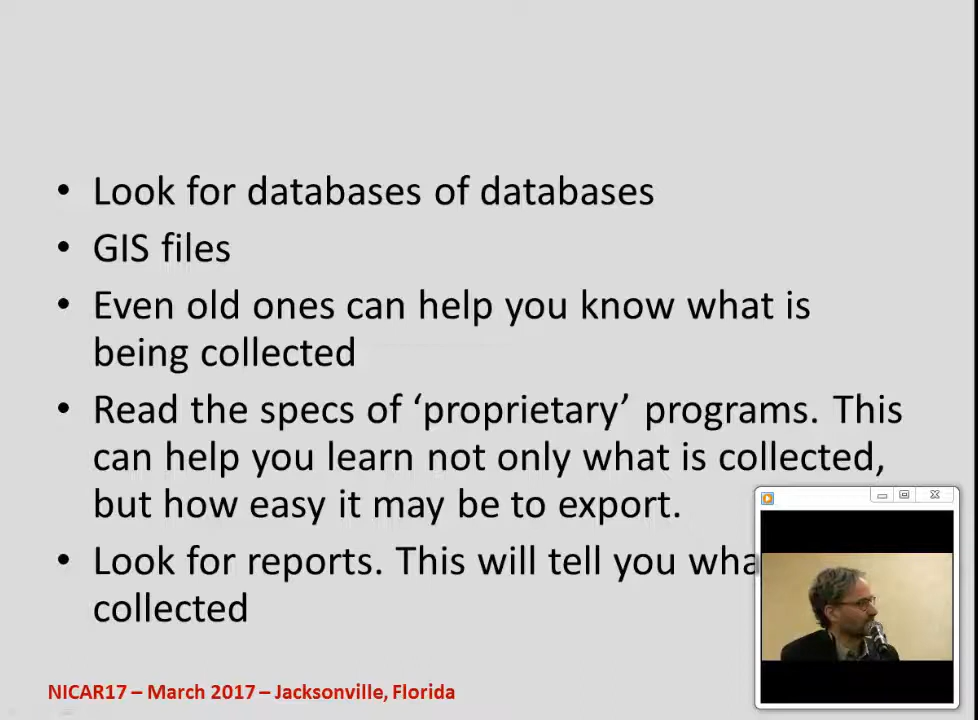 • Look for databases of databases
• GIS files
• Even old ones can help you know what is
being collected
• Read the specs of ‘proprietary’ programs. This
can help you learn not only what is collected,
but how easy it may be to export.
• Look for reports. This will tell you
collected
NICAR17 – March 2017 – Jacksonville, Florida